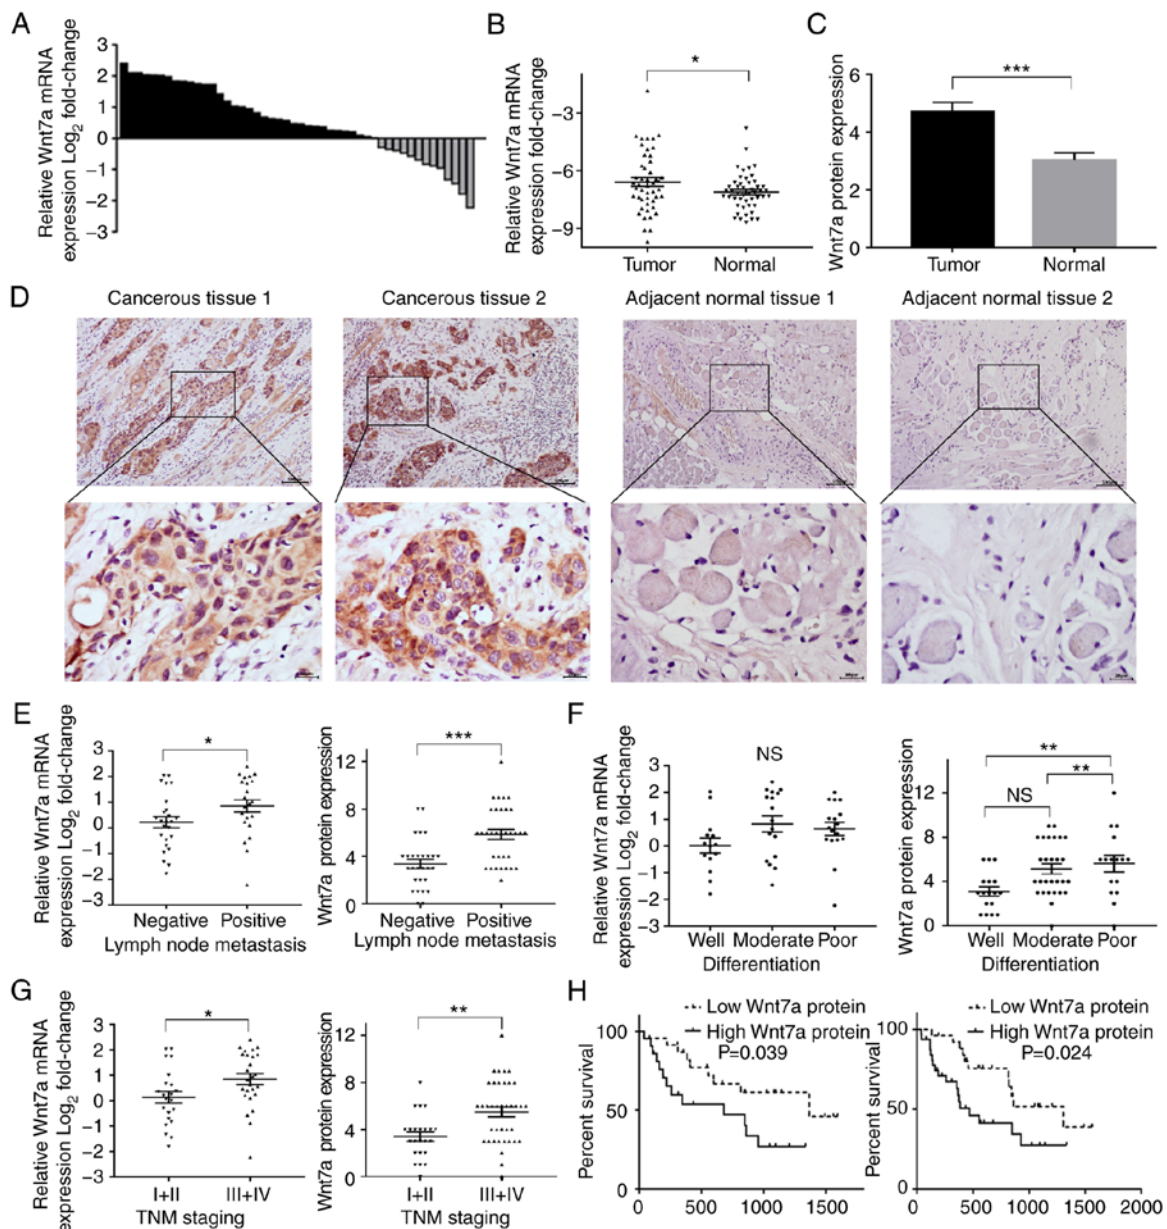 A
Relative Wnt7a mRNA
expression Log2 fold-change
3
2
1
0
−1
−2
−3
B
Relative Wnt7a mRNA
expression fold-change
*
−3
−6
−9
Tumor Normal
C
Wnt7a protein expression
***
6
4
2
0
Tumor Normal
D
Cancerous tissue 1
Cancerous tissue 2
Adjacent normal tissue 1
Adjacent normal tissue 2
E
Relative Wnt7a mRNA
expression Log2 fold-change
*
3
2
1
0
−1
−2
−3
Negative Positive
Lymph node metastasis
Wnt7a protein expression
***
12
8
4
0
Negative Positive
Lymph node metastasis
F
Relative Wnt7a mRNA
expression Log2 fold-change
NS
3
2
1
0
−1
−2
−3
Well Moderate Poor
Differentiation
Wnt7a protein expression
**
**
NS
12
8
4
0
Well Moderate Poor
Differentiation
G
Relative Wnt7a mRNA
expression Log2 fold-change
*
3
2
1
0
−1
−2
−3
I+II III+IV
TNM staging
Wnt7a protein expression
**
12
8
4
0
I+II III+IV
TNM staging
H
Low Wnt7a protein
High Wnt7a protein
P=0.039
Percent survival
100
50
0
0 500 1000 1500
Low Wnt7a protein
High Wnt7a protein
P=0.024
Percent survival
100
50
0
0 500 1000 1500 2000